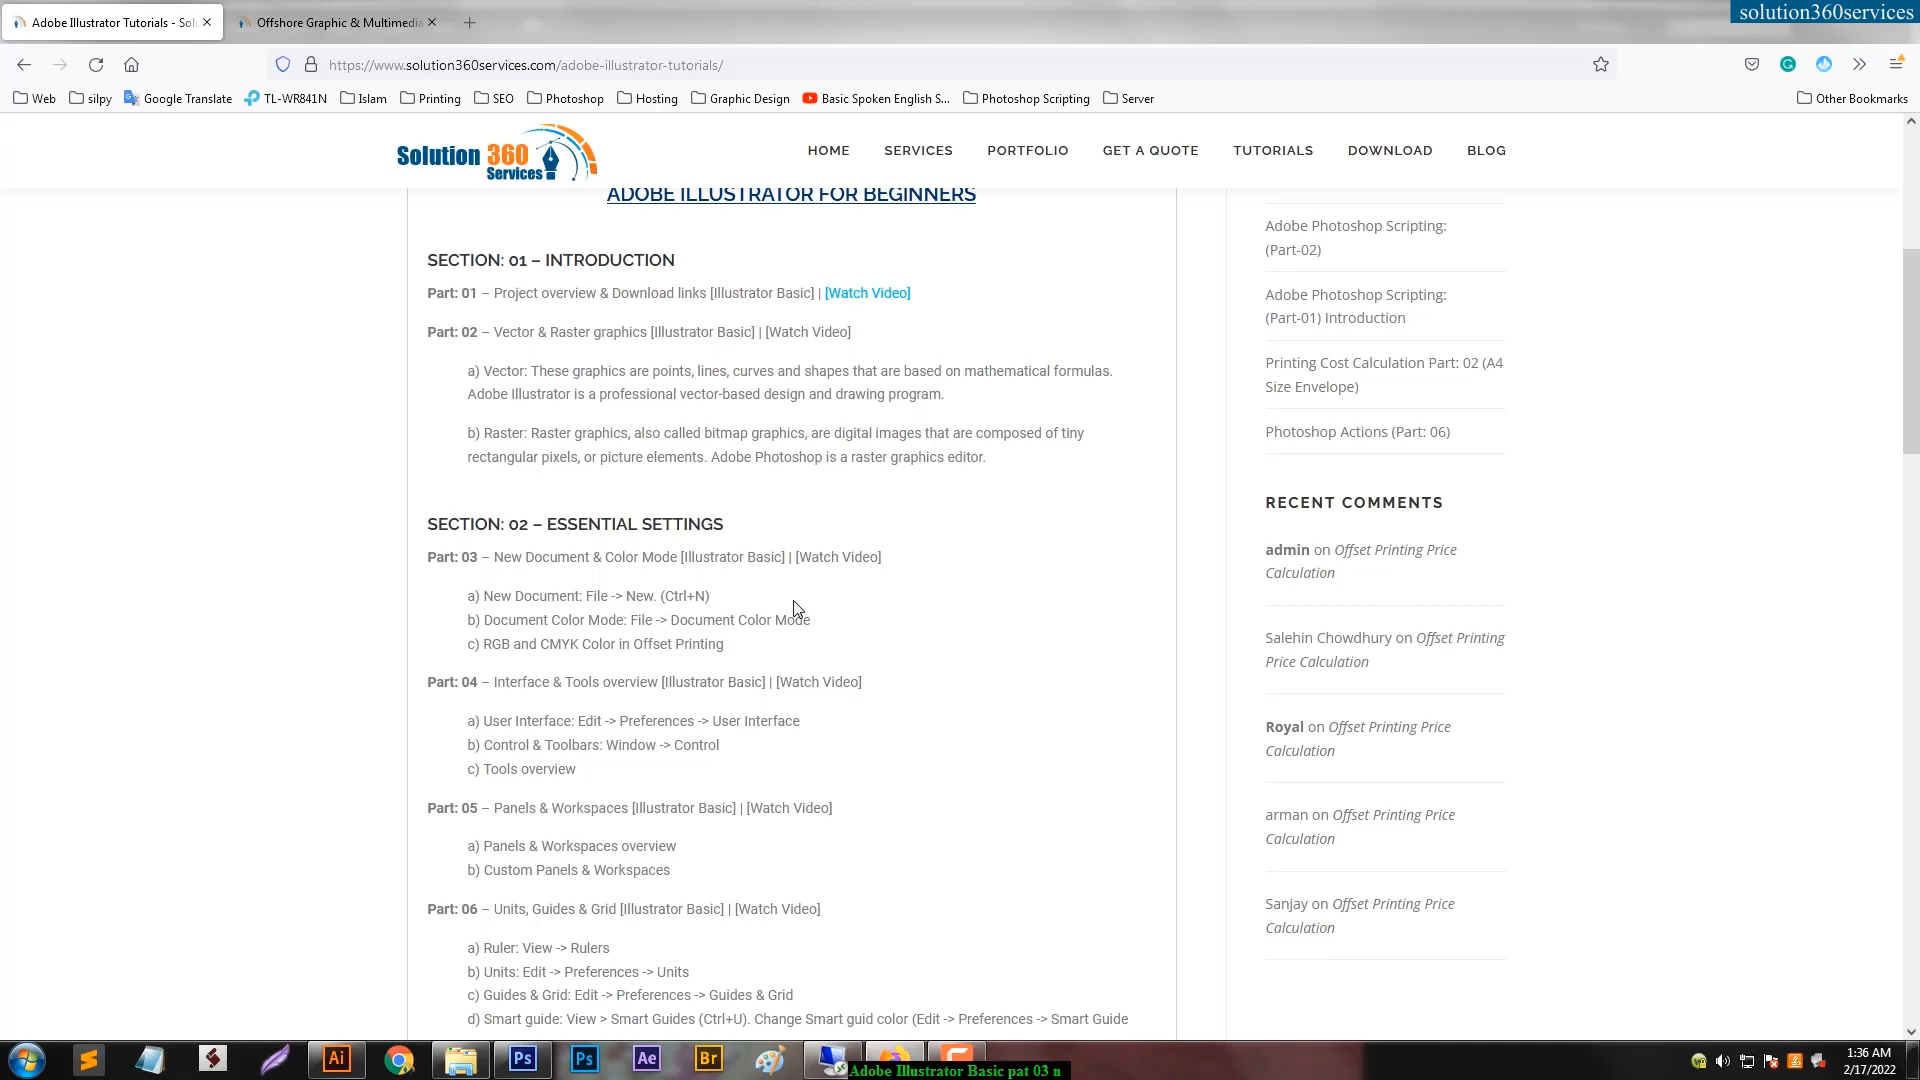 Adobe Illustrator Tutorials - Sol
Offshore Graphic & Multimedia
solution360services
https://www.solution360services.com/adobe-illustrator-tutorials/
Web
silpy
Google Translate
TL-WR841N
Islam
Printing
SEO
Photoshop
Hosting
Graphic Design
Basic Spoken English S...
Photoshop Scripting
Server
Other Bookmarks
Solution 360
Services
HOME
SERVICES
PORTFOLIO
GET A QUOTE
TUTORIALS
DOWNLOAD
BLOG
ADOBE ILLUSTRATOR FOR BEGINNERS
SECTION: 01 – INTRODUCTION
Part: 01 – Project overview & Download links [Illustrator Basic] | [Watch Video]
Part: 02 – Vector & Raster graphics [Illustrator Basic] | [Watch Video]
a) Vector: These graphics are points, lines, curves and shapes that are based on mathematical formulas.
Adobe Illustrator is a professional vector-based design and drawing program.
b) Raster: Raster graphics, also called bitmap graphics, are digital images that are composed of tiny
rectangular pixels, or picture elements. Adobe Photoshop is a raster graphics editor.
SECTION: 02 – ESSENTIAL SETTINGS
Part: 03 – New Document & Color Mode [Illustrator Basic] | [Watch Video]
a) New Document: File -> New. (Ctrl+N)
b) Document Color Mode: File -> Document Color Mode
c) RGB and CMYK Color in Offset Printing
Part: 04 – Interface & Tools overview [Illustrator Basic] | [Watch Video]
a) User Interface: Edit -> Preferences -> User Interface
b) Control & Toolbars: Window -> Control
c) Tools overview
Part: 05 – Panels & Workspaces [Illustrator Basic] | [Watch Video]
a) Panels & Workspaces overview
b) Custom Panels & Workspaces
Part: 06 – Units, Guides & Grid [Illustrator Basic] | [Watch Video]
a) Ruler: View -> Rulers
b) Units: Edit -> Preferences -> Units
c) Guides & Grid: Edit -> Preferences -> Guides & Grid
d) Smart guide: View > Smart Guides (Ctrl+U). Change Smart guid color (Edit -> Preferences -> Smart Guide
Adobe Photoshop Scripting:
(Part-02)
Adobe Photoshop Scripting:
(Part-01) Introduction
Printing Cost Calculation Part: 02 (A4
Size Envelope)
Photoshop Actions (Part: 06)
RECENT COMMENTS
admin on Offset Printing Price
Calculation
Salehin Chowdhury on Offset Printing
Price Calculation
Royal on Offset Printing Price
Calculation
arman on Offset Printing Price
Calculation
Sanjay on Offset Printing Price
Calculation
Ai
Ps
Ps
Ae
Br
Adobe Illustrator Basic pat 03 n
1:36 AM
2/17/2022